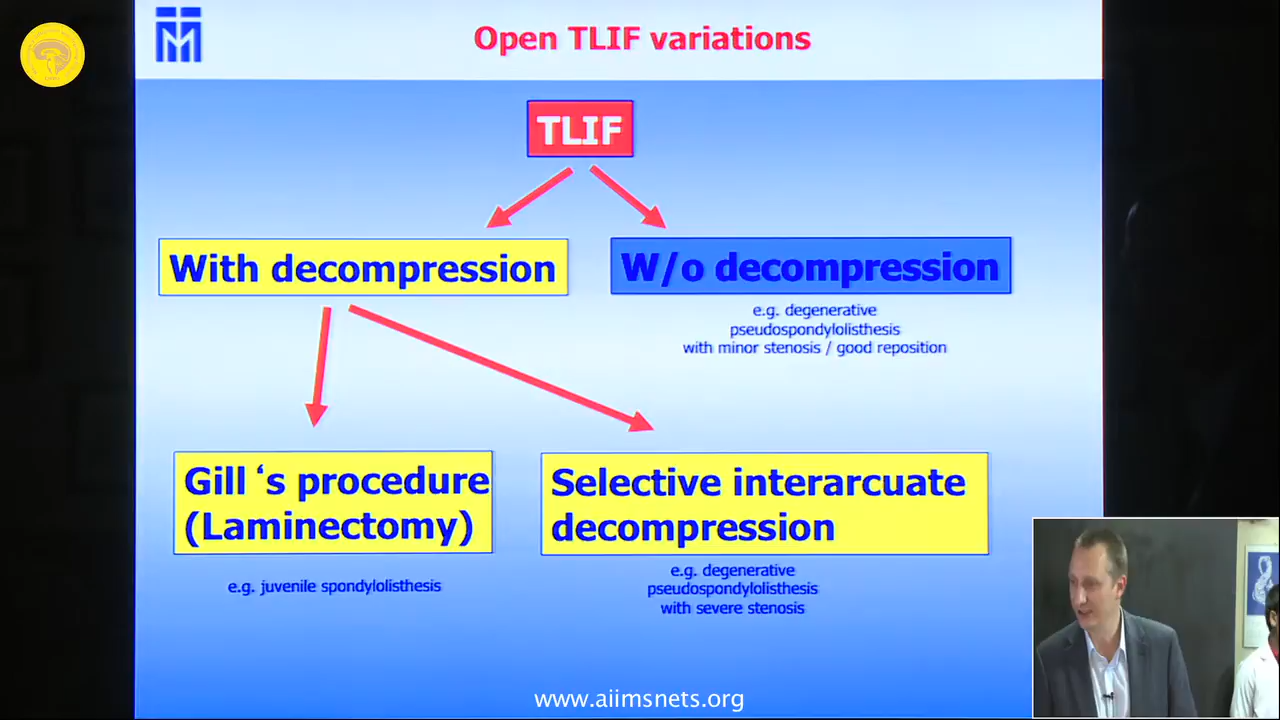 Open TLIF variations
TLIF
With decompression
W/o decompression
e.g. degenerative
pseudospondylolisthesis
with minor stenosis / good reposition
Gill ‘s procedure
(Laminectomy)
e.g. juvenile spondylolisthesis
Selective interarcuate
decompression
e.g. degenerative
pseudospondylolisthesis
with severe stenosis
www.aiimsnets.org